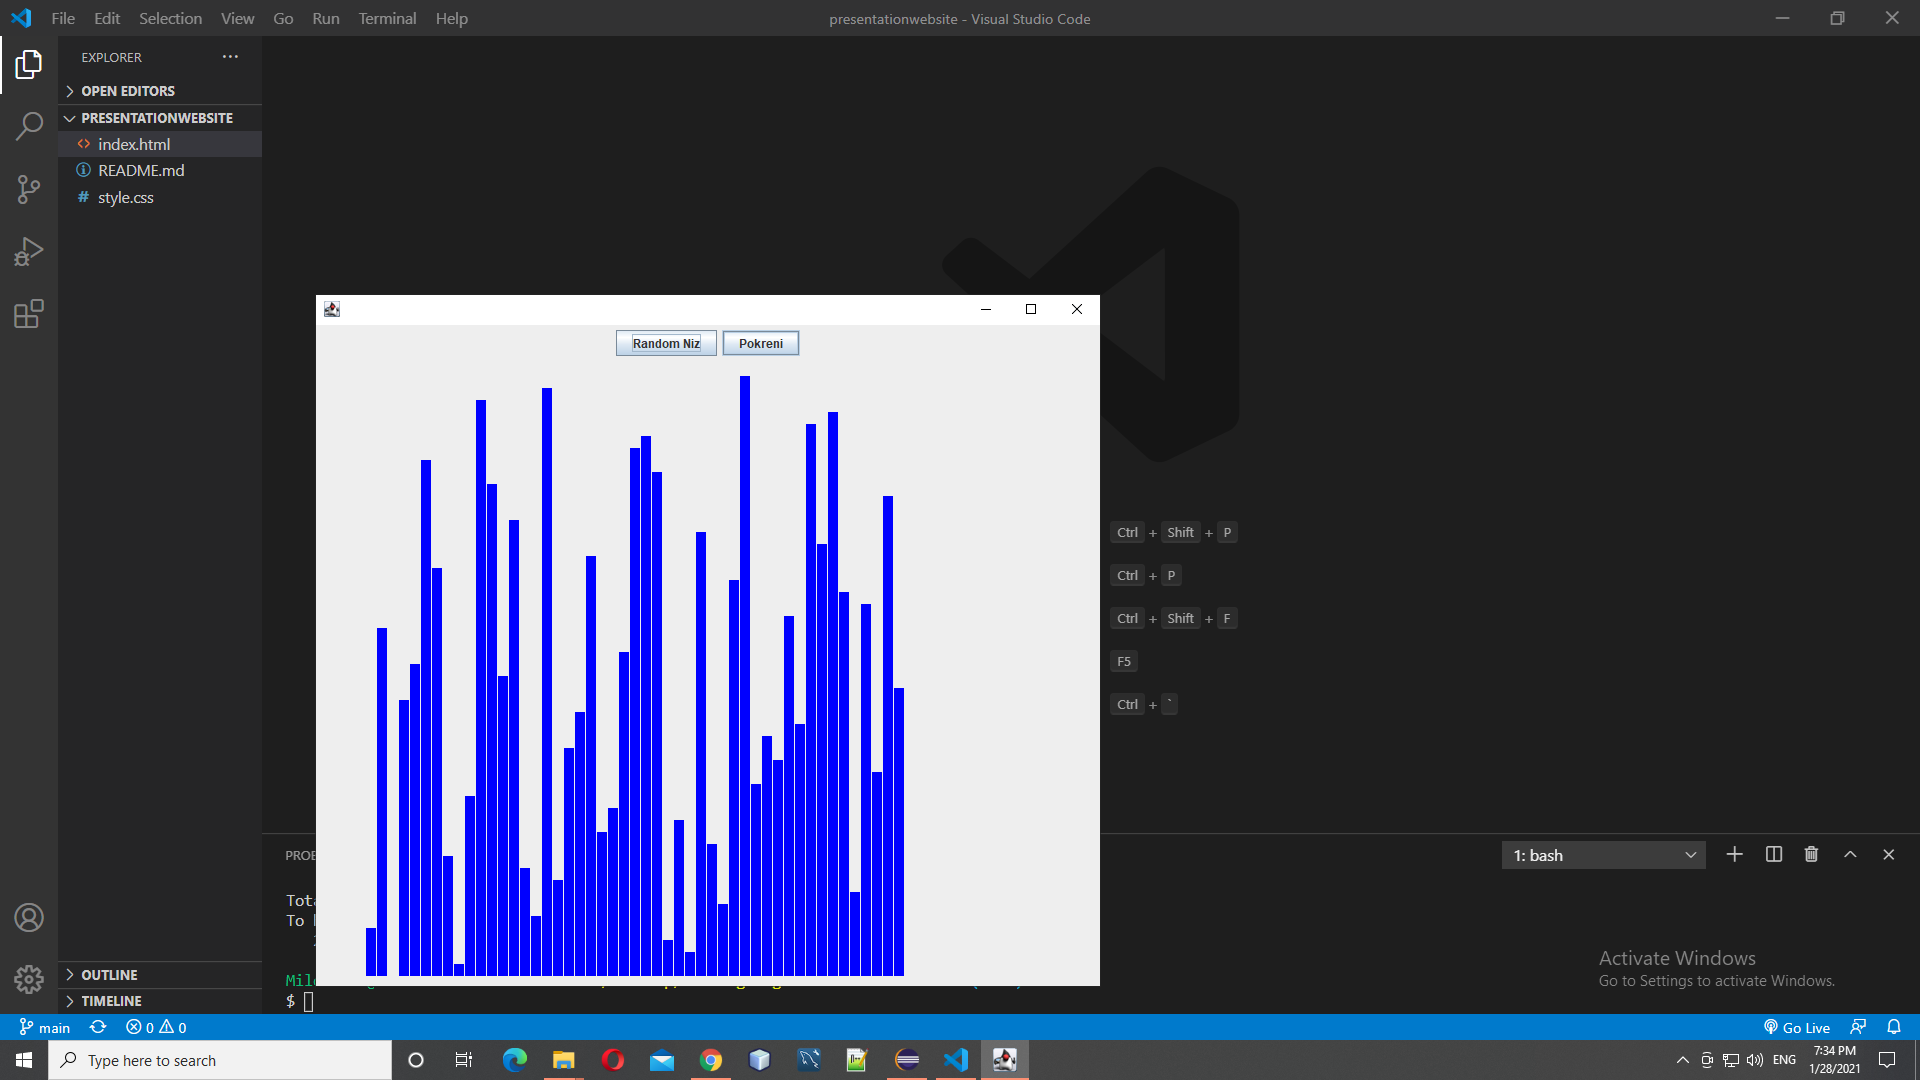 File Edit Selection View Go Run Terminal Help
presentationwebsite - Visual Studio Code
EXPLORER
OPEN EDITORS
PRESENTATIONWEBSITE
index.html
README.md
style.css
Random Niz Pokreni
Ctrl + Shift + P
Ctrl + P
Ctrl + Shift + F
F5
Ctrl + `
1: bash
To
$
Activate Windows
Go to Settings to activate Windows.
OUTLINE
TIMELINE
main 0 0
Go Live
Type here to search
ENG
7:34 PM
1/28/2021